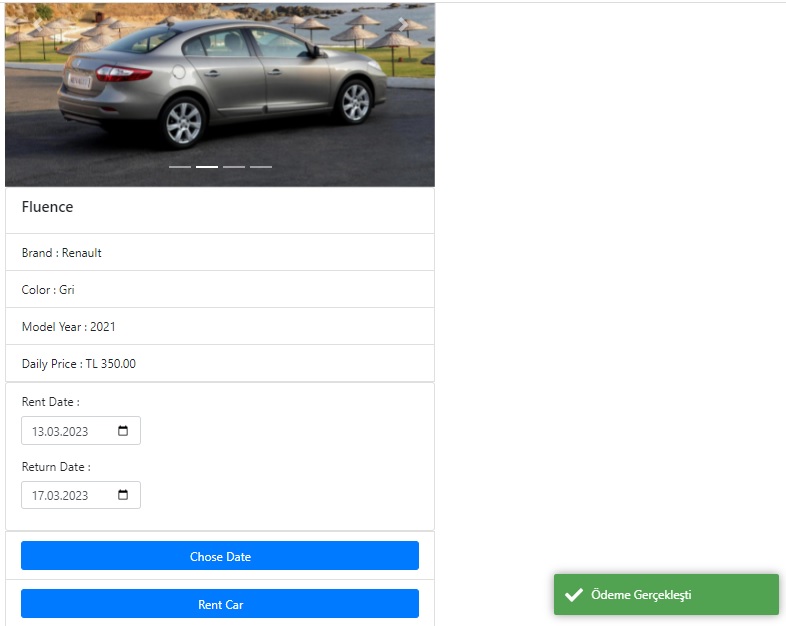 Fluence
Brand : Renault
Color : Gri
Model Year : 2021
Daily Price : TL 350.00
Rent Date :
13.03.2023
Return Date :
17.03.2023
Chose Date
Rent Car
Ödeme Gerçekleşti